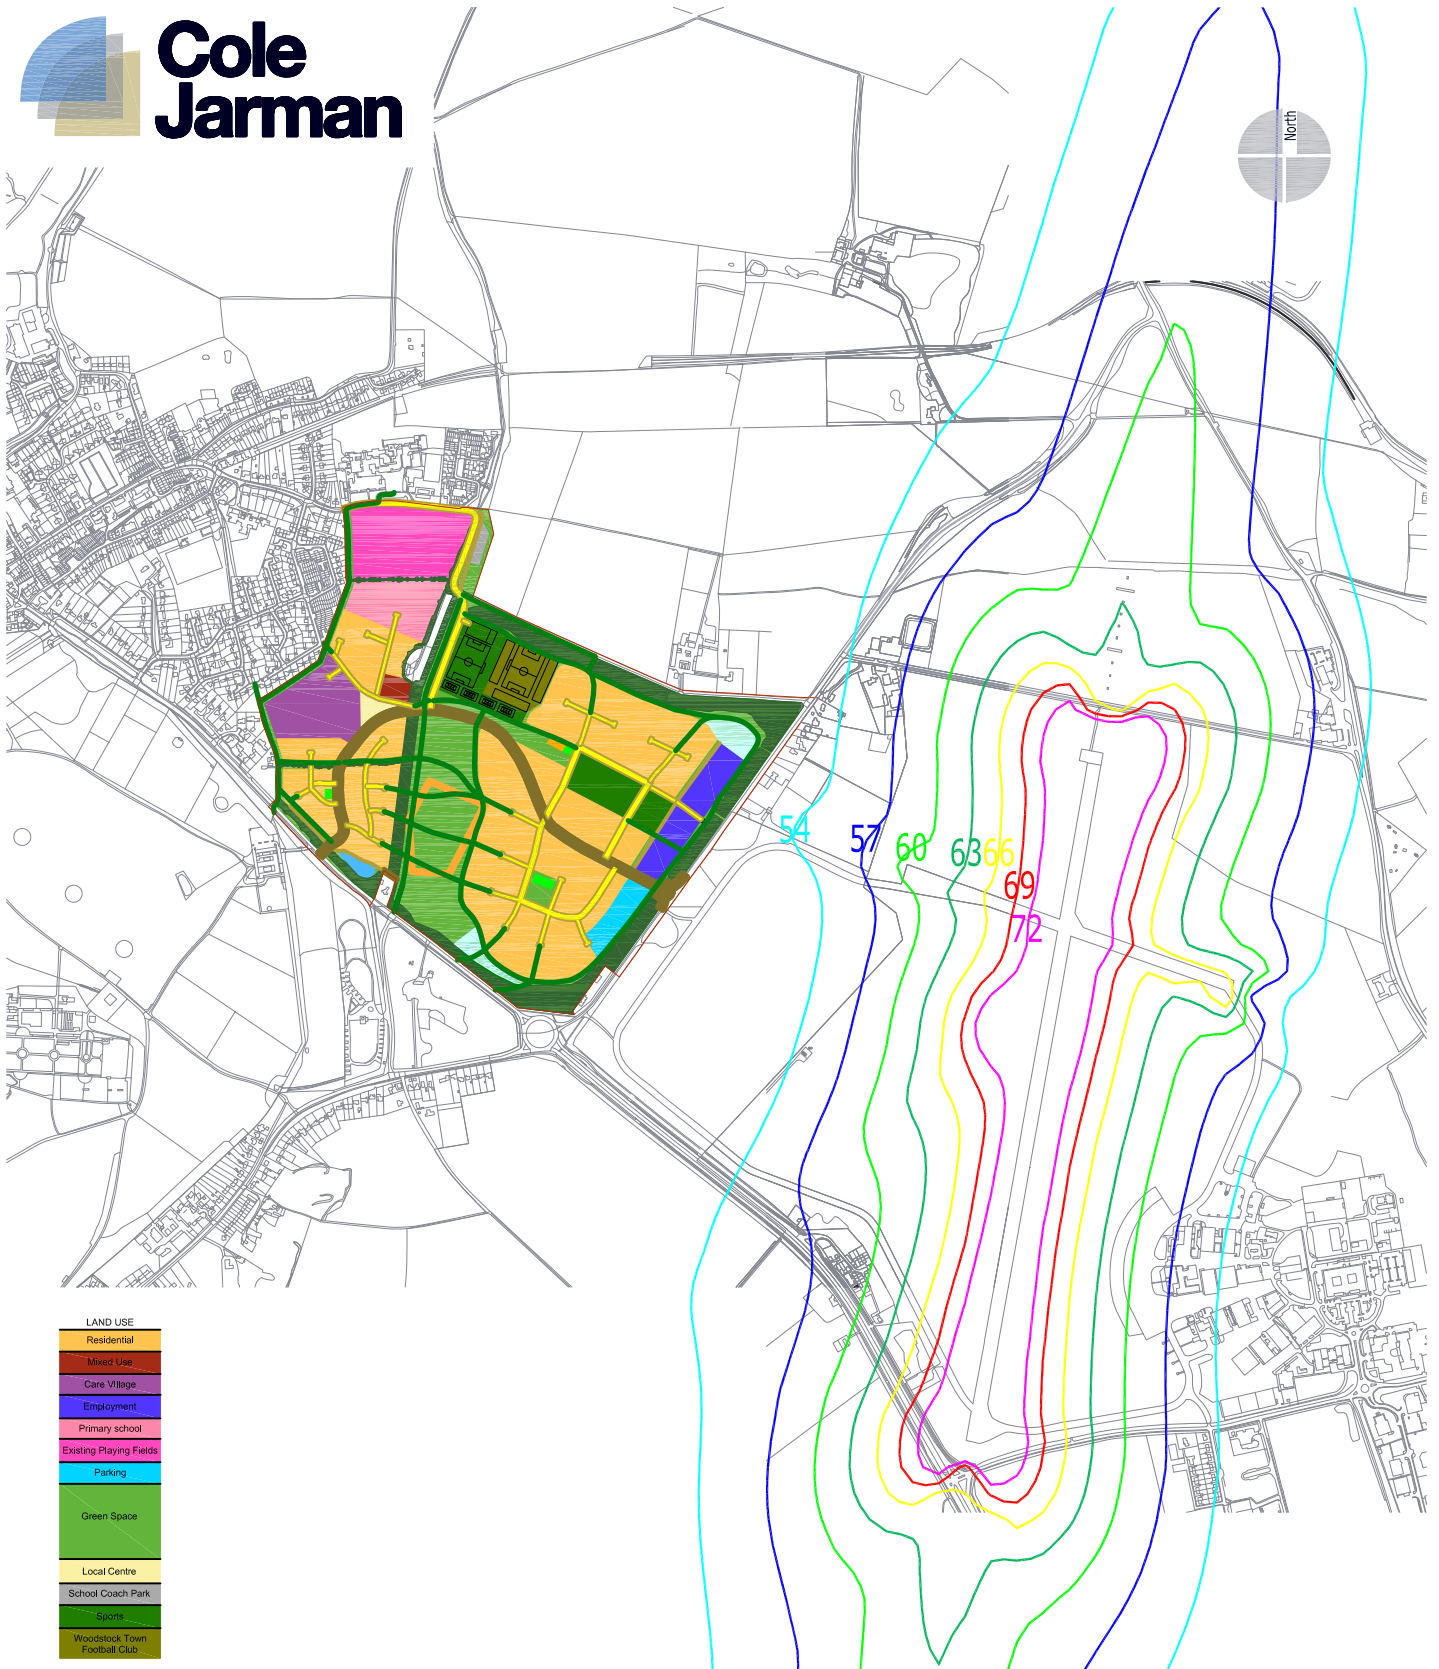 Cole
Jarman
North
54
57
60
63
66
69
72
LAND USE
Residential
Mixed Use
Care Village
Employment
Primary school
Existing Playing Fields
Parking
Green Space
Local Centre
School Coach Park
Sports
Woodstock Town
Football Club